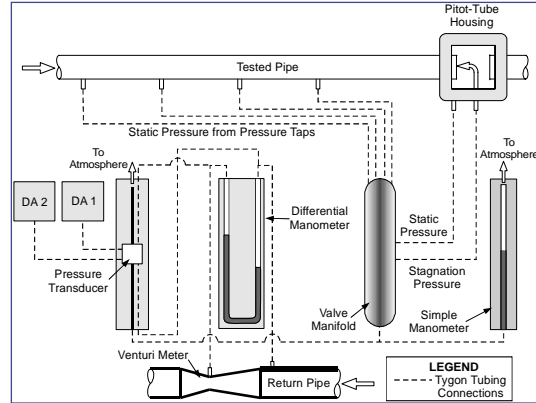 Pitot-Tube
Housing
Tested Pipe
Static Pressure from Pressure Taps
To
Atmosphere
To
Atmosphere
DA 2
DA 1
Differential
Manometer
Static
Pressure
Stagnation
Pressure
Pressure
Transducer
Valve
Manifold
Simple
Manometer
Venturi Meter
Return Pipe
LEGEND
Tygon Tubing
Connections